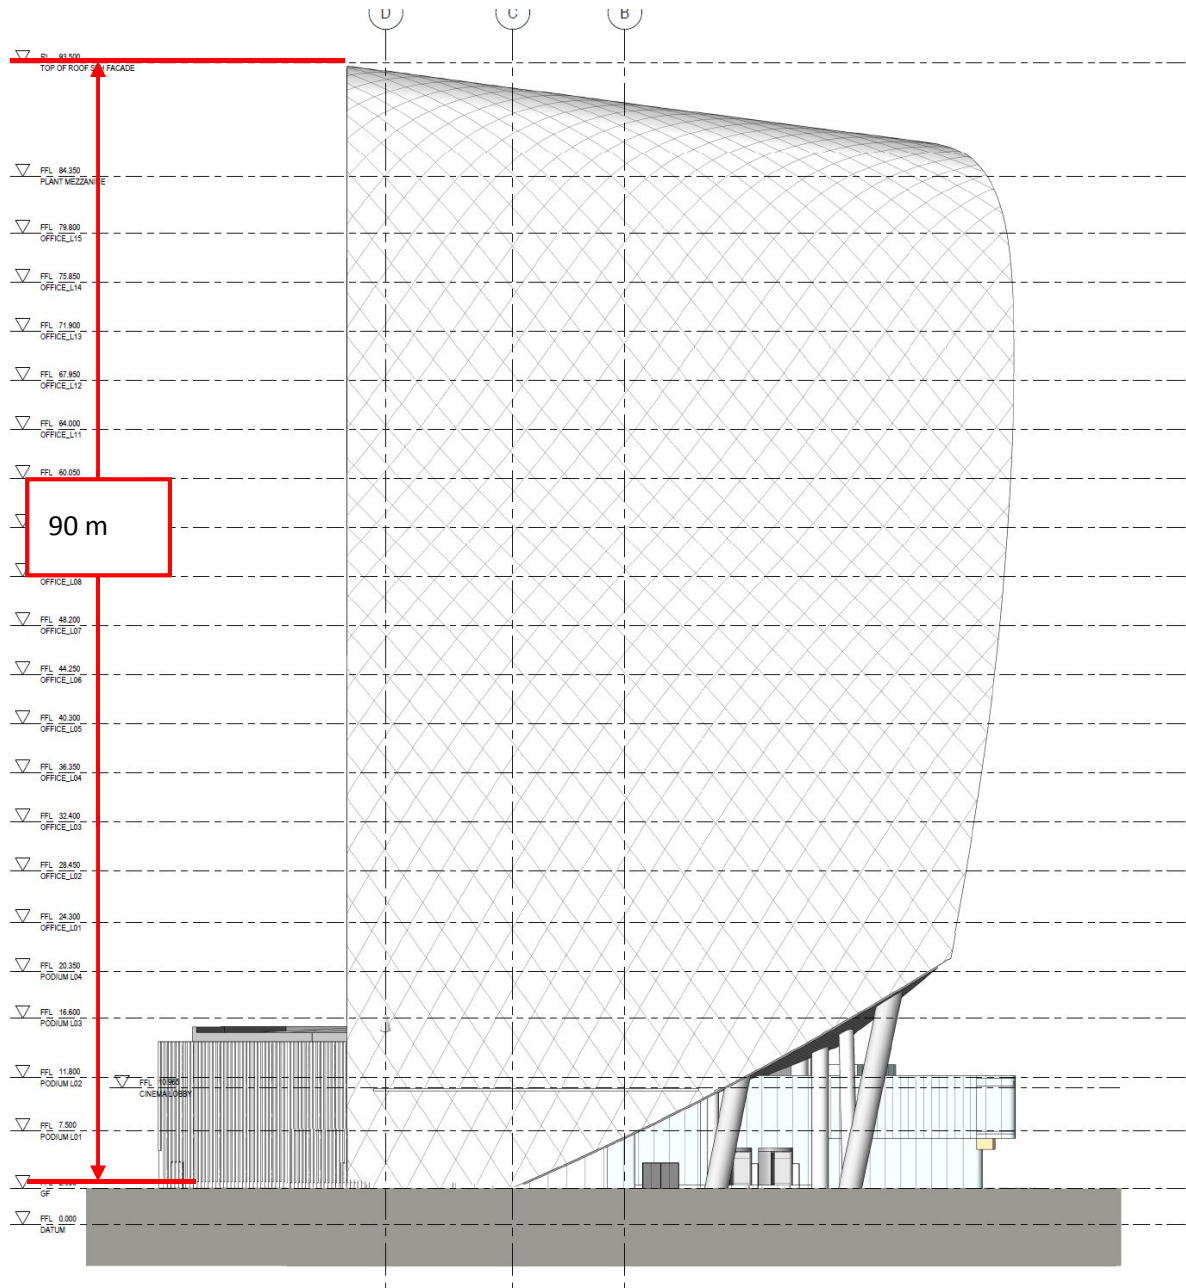 D
C
B
RL 93.500
TOP OF ROOF FACADE
FFL 84.350
PLANT MEZZANINE
FFL 79.800
OFFICE_L15
FFL 75.850
OFFICE_L14
FFL 71.900
OFFICE_L13
FFL 67.950
OFFICE_L12
FFL 64.000
OFFICE_L11
FFL 60.050
90 m
OFFICE_L08
FFL 48.200
OFFICE_L07
FFL 44.250
OFFICE_L06
FFL 40.300
OFFICE_L05
FFL 36.350
OFFICE_L04
FFL 32.400
OFFICE_L03
FFL 28.450
OFFICE_L02
FFL 24.300
OFFICE_L01
FFL 20.350
PODIUM L04
FFL 16.600
PODIUM L03
FFL 11.800
PODIUM L02
FFL 10.965
CINEMA LOBBY
FFL 7.500
PODIUM L01
FFL
GF
FFL 0.000
DATUM